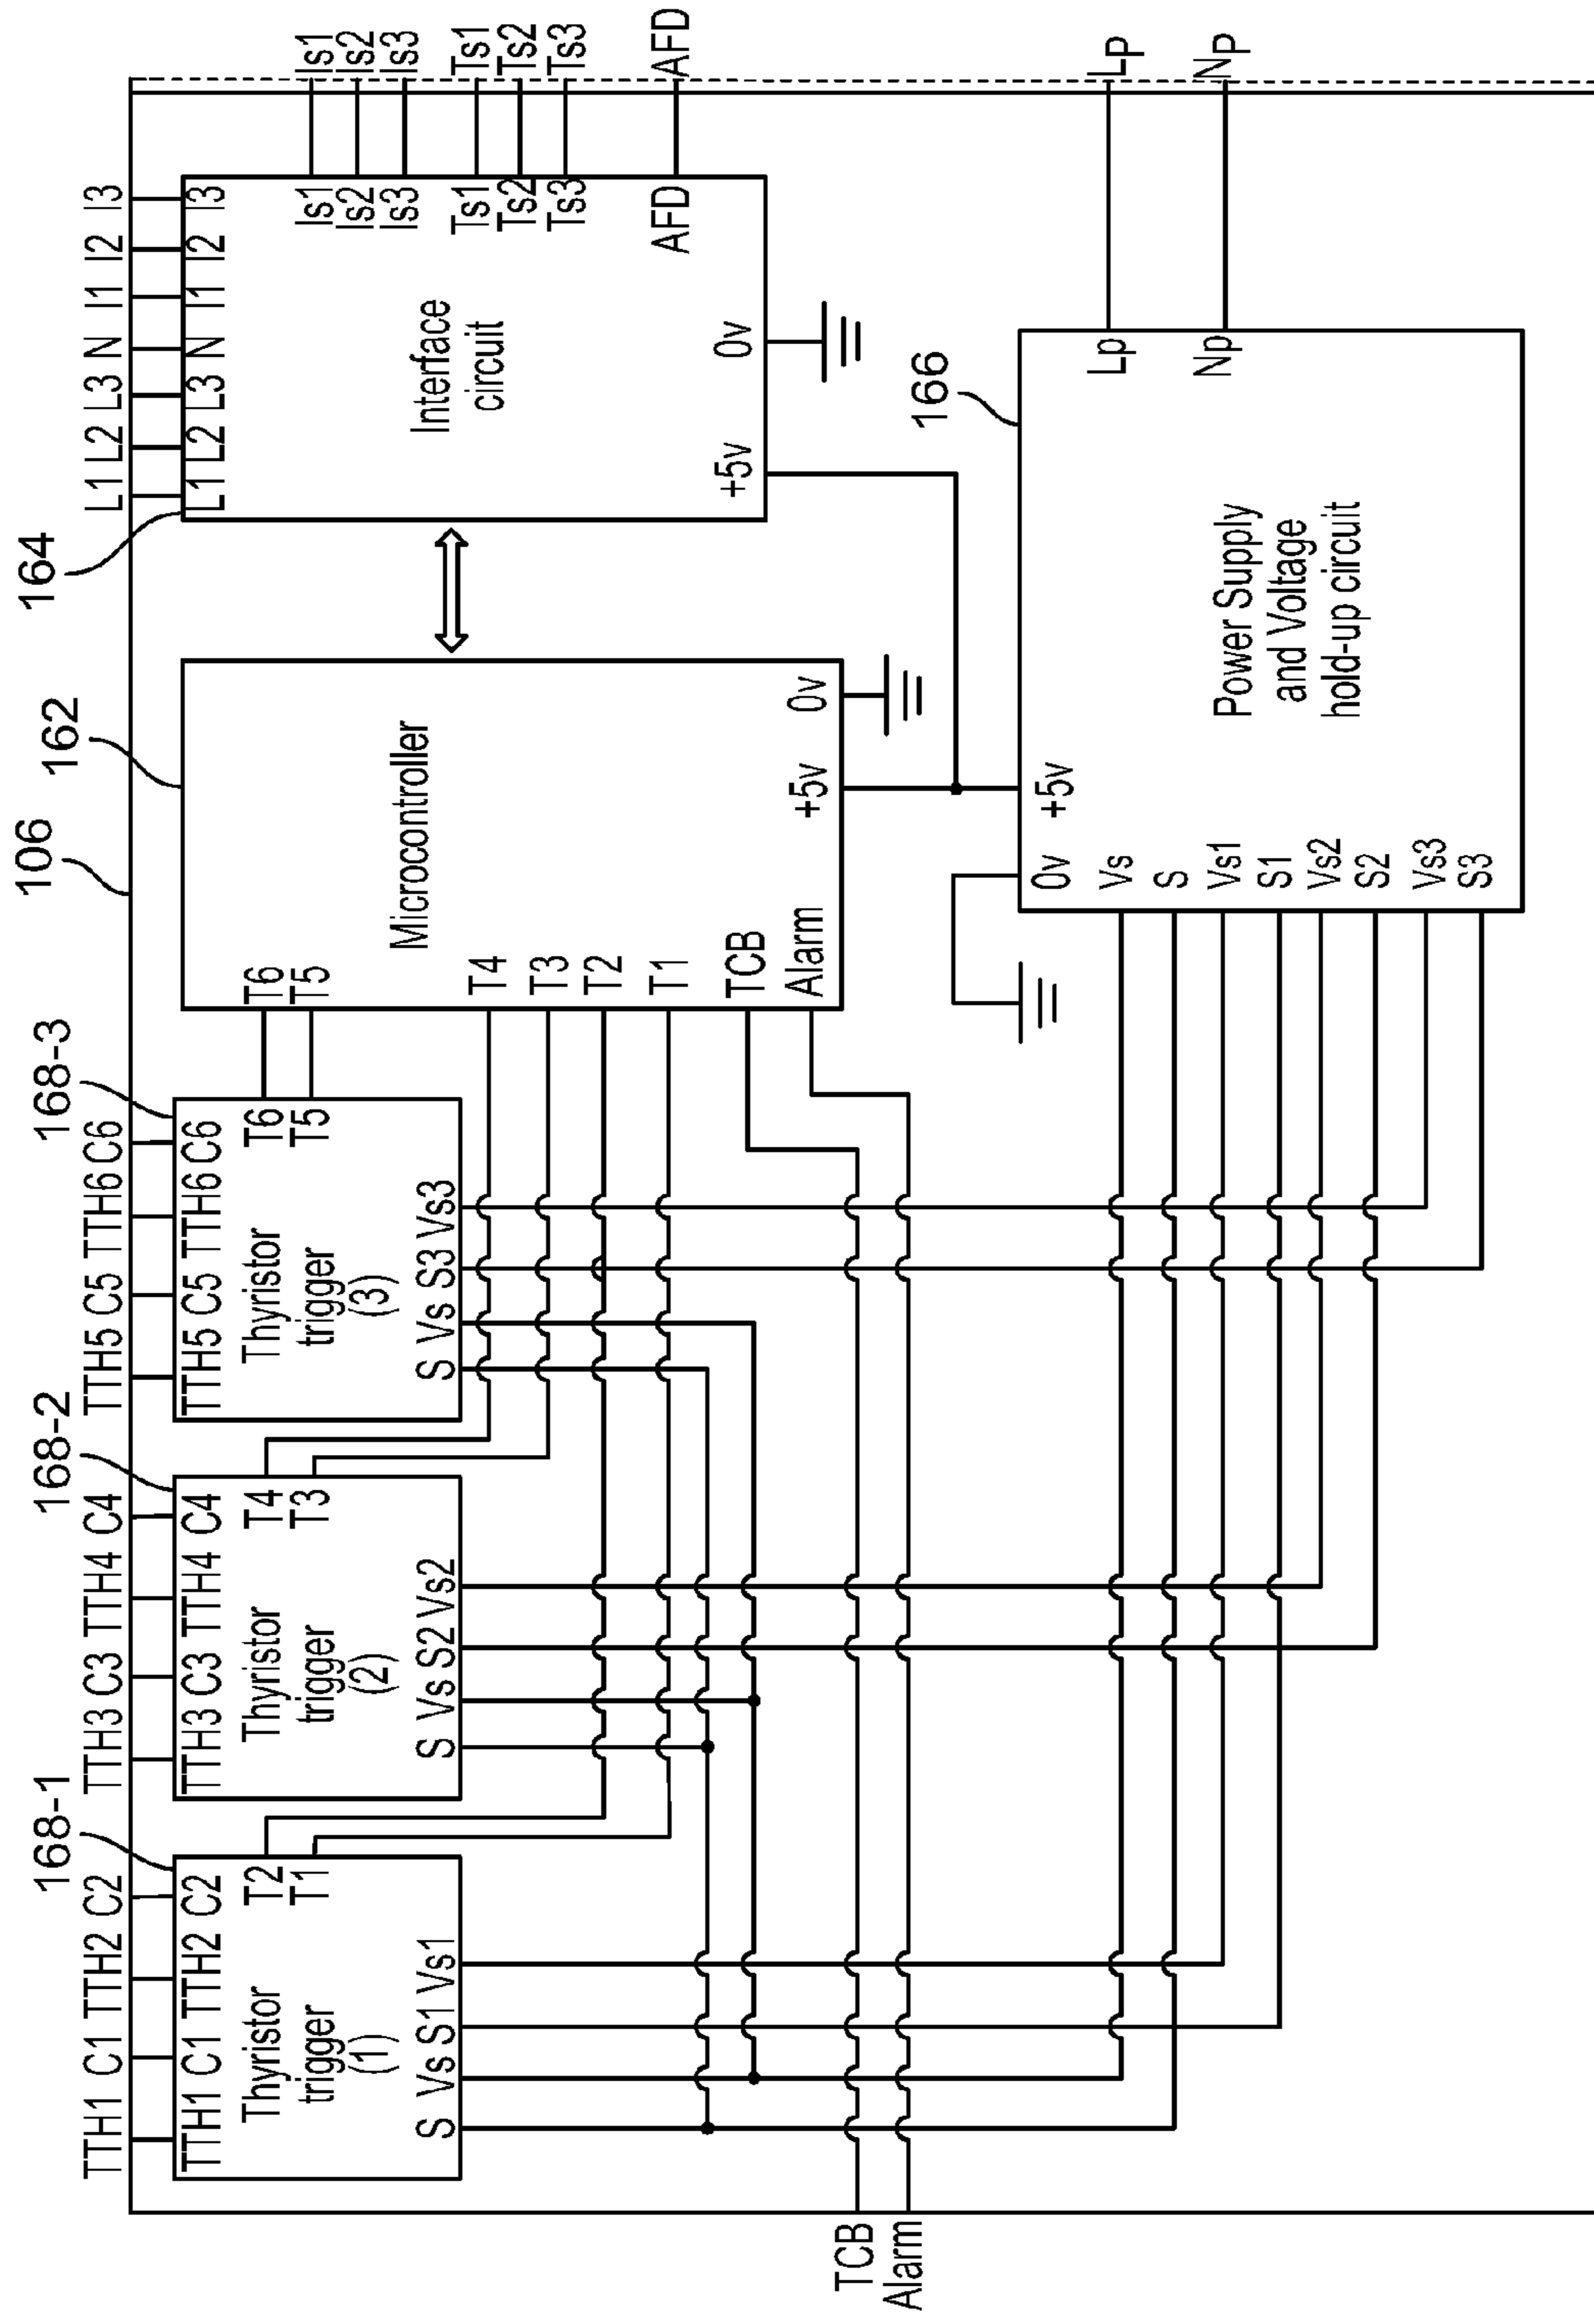 106
162
164
166
168-1
168-2
168-3
TTH1 C1 TTH2 C2
TTH3 C3 TTH4 C4
TTH5 C5 TTH6 C6
L1 L2 L3 N I1 I2 I3
TTH1 C1 TTH2 C2
Thyristor
trigger
(1)
T2
T1
S Vs S1 Vs1
TTH3 C3 TTH4 C4
Thyristor
trigger
(2)
T4
T3
S Vs S2 Vs2
TTH5 C5 TTH6 C6
Thyristor
trigger
(3)
T6
T5
S Vs S3 Vs3
T6
T5
T4
T3
T2
T1
TCB
Alarm
Microcontroller
+5v 0v
L1 L2 L3 N I1 I2 I3
Interface
circuit
Is1
Is2
Is3
Ts1
Ts2
Ts3
AFD
+5v 0v
Is1
Is2
Is3
Ts1
Ts2
Ts3
AFD
0v +5v
Vs
S
Vs1
S1
Vs2
S2
Vs3
S3
Power Supply
and Voltage
hold-up circuit
Lp
Np
Lp
Np
TCB
Alarm